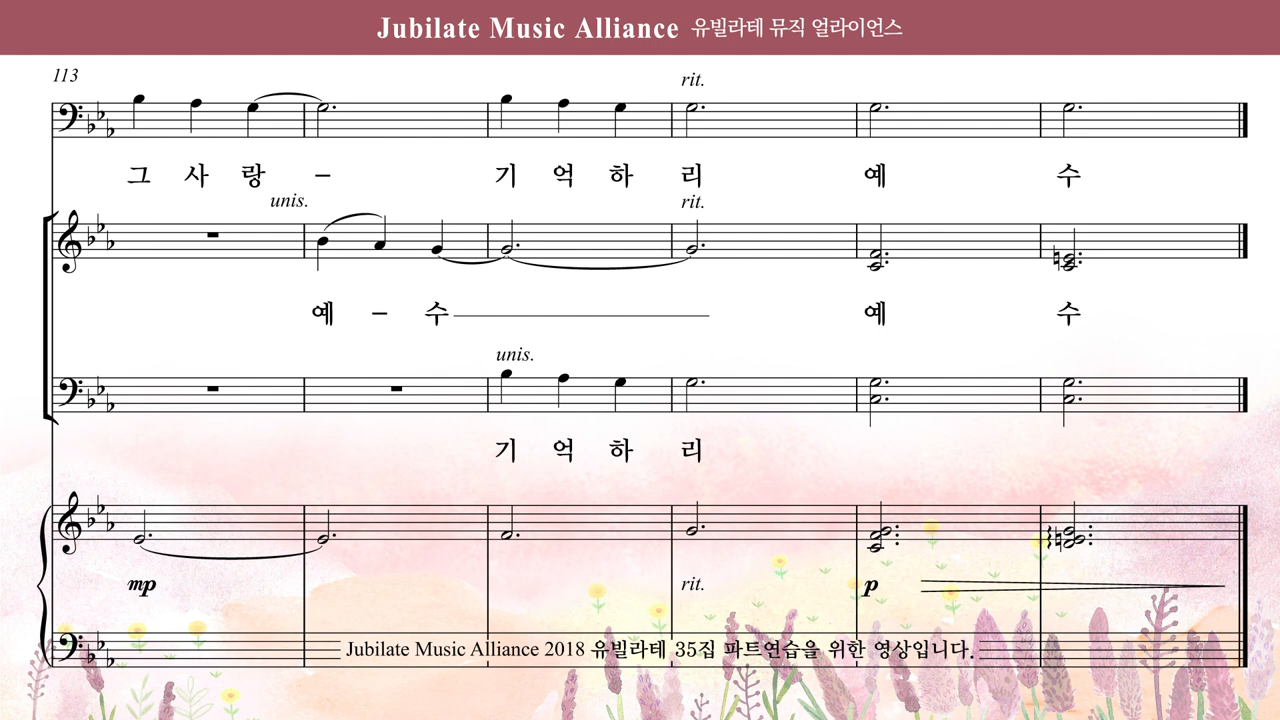 Jubilate Music Alliance 유빌라테 뮤직 얼라이언스
113
rit.
그 사 랑 – 기 억 하 리 예 수
unis. rit.
예 – 수 예 수
unis.
기 억 하 리
mp rit. p
Jubilate Music Alliance 2018 유빌라테 35집 파트연습을 위한 영상입니다.